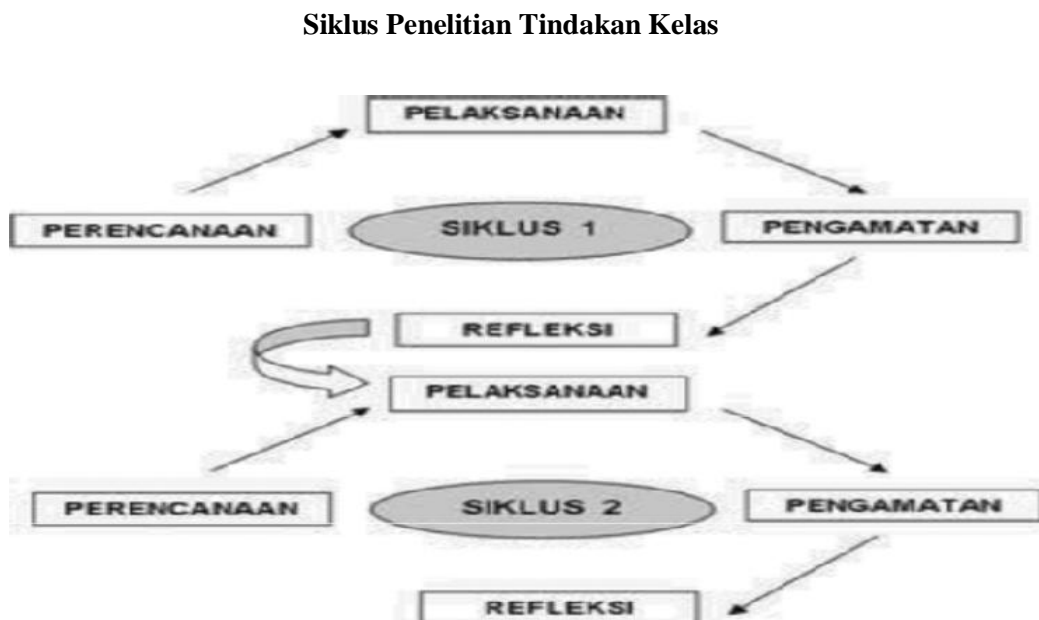 Siklus Penelitian Tindakan Kelas
PELAKSANAAN
PERENCANAAN
SIKLUS 1
PENGAMATAN
REFLEKSI
PELAKSANAAN
PERENCANAAN
SIKLUS 2
PENGAMATAN
REFLEKSI